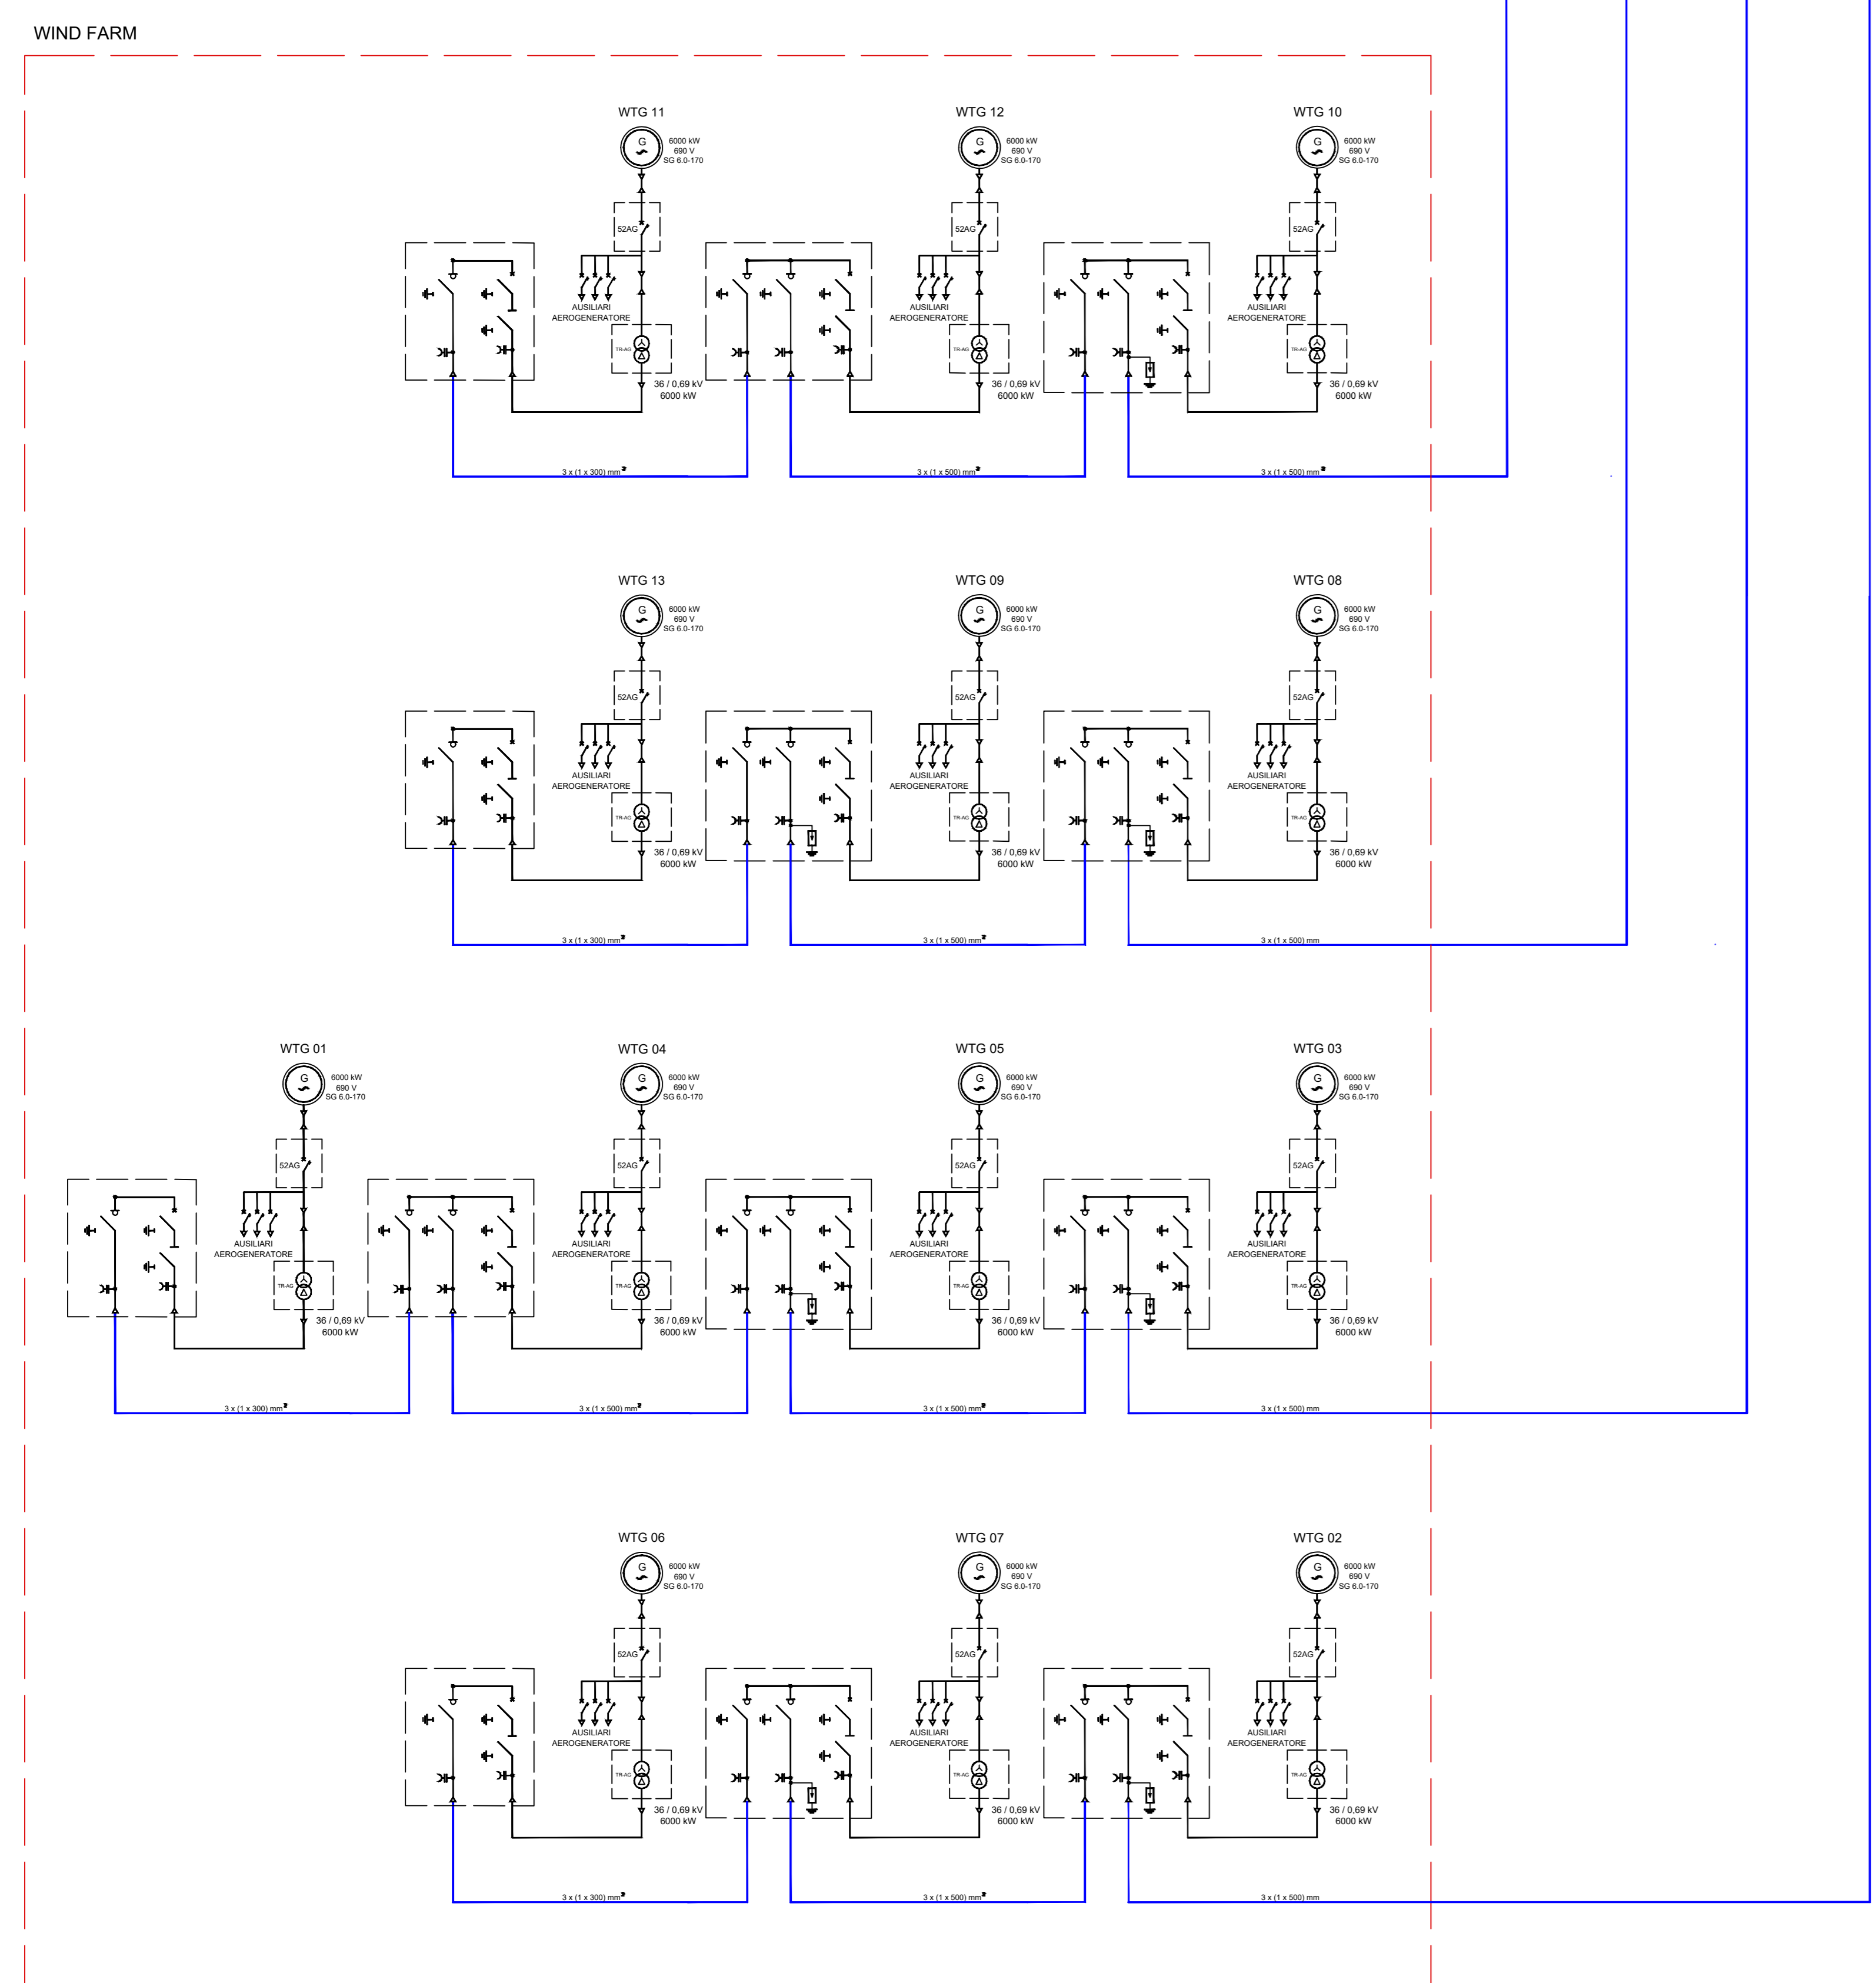 WIND FARM
WTG 11
G
6000 kW
690 V
SG 6.0-170
52AG
AUSILIARI
AEROGENERATORE
TR-AG
36 / 0,69 kV
6000 kW
WTG 12
G
6000 kW
690 V
SG 6.0-170
52AG
AUSILIARI
AEROGENERATORE
TR-AG
36 / 0,69 kV
6000 kW
WTG 10
G
6000 kW
690 V
SG 6.0-170
52AG
AUSILIARI
AEROGENERATORE
TR-AG
36 / 0,69 kV
6000 kW
3 x (1 x 300) mm²
3 x (1 x 500) mm²
3 x (1 x 500) mm²
WTG 13
G
6000 kW
690 V
SG 6.0-170
52AG
AUSILIARI
AEROGENERATORE
TR-AG
36 / 0,69 kV
6000 kW
WTG 09
G
6000 kW
690 V
SG 6.0-170
52AG
AUSILIARI
AEROGENERATORE
TR-AG
36 / 0,69 kV
6000 kW
WTG 08
G
6000 kW
690 V
SG 6.0-170
52AG
AUSILIARI
AEROGENERATORE
TR-AG
36 / 0,69 kV
6000 kW
3 x (1 x 300) mm²
3 x (1 x 500) mm²
3 x (1 x 500) mm
WTG 01
G
6000 kW
690 V
SG 6.0-170
52AG
AUSILIARI
AEROGENERATORE
TR-AG
36 / 0,69 kV
6000 kW
WTG 04
G
6000 kW
690 V
SG 6.0-170
52AG
AUSILIARI
AEROGENERATORE
TR-AG
36 / 0,69 kV
6000 kW
WTG 05
G
6000 kW
690 V
SG 6.0-170
52AG
AUSILIARI
AEROGENERATORE
TR-AG
36 / 0,69 kV
6000 kW
WTG 03
G
6000 kW
690 V
SG 6.0-170
52AG
AUSILIARI
AEROGENERATORE
TR-AG
36 / 0,69 kV
6000 kW
3 x (1 x 300) mm²
3 x (1 x 500) mm²
3 x (1 x 500) mm²
3 x (1 x 500) mm
WTG 06
G
6000 kW
690 V
SG 6.0-170
52AG
AUSILIARI
AEROGENERATORE
TR-AG
36 / 0,69 kV
6000 kW
WTG 07
G
6000 kW
690 V
SG 6.0-170
52AG
AUSILIARI
AEROGENERATORE
TR-AG
36 / 0,69 kV
6000 kW
WTG 02
G
6000 kW
690 V
SG 6.0-170
52AG
AUSILIARI
AEROGENERATORE
TR-AG
36 / 0,69 kV
6000 kW
3 x (1 x 300) mm²
3 x (1 x 500) mm²
3 x (1 x 500) mm